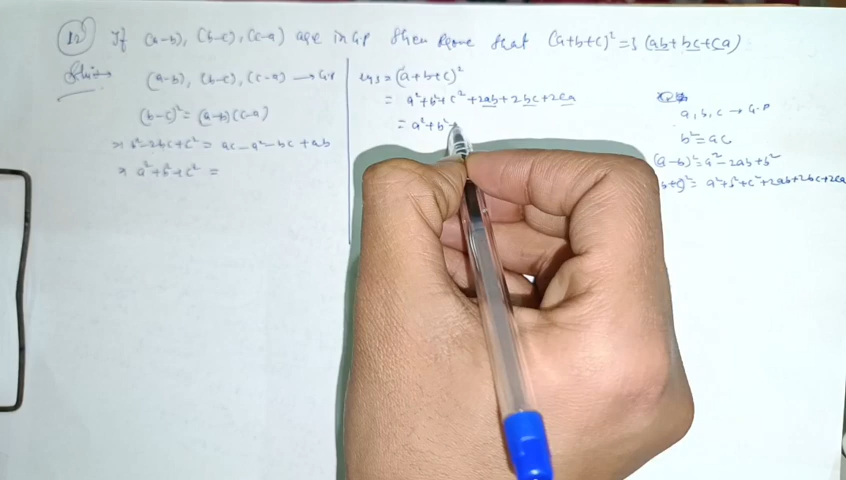 12 If (a-b), (b-c), (c-a) are in G.P then prove that (a+b+c)² = 3 (ab+bc+ca)
Solⁿ→ (a-b), (b-c), (c-a) → G.P
(b-c)² = (a-b)(c-a)
⇒ b²-2bc+c² = ac-a²-bc+ab
⇒ a²+b²+c² =
LHS = (a+b+c)²
= a²+b²+c²+2ab+2bc+2ca
= a²+b²+
a, b, c → G.P
b² = ac
(a-b)² = a²-2ab+b²
b+c)² = a²+b²+c²+2ab+2bc+2ca